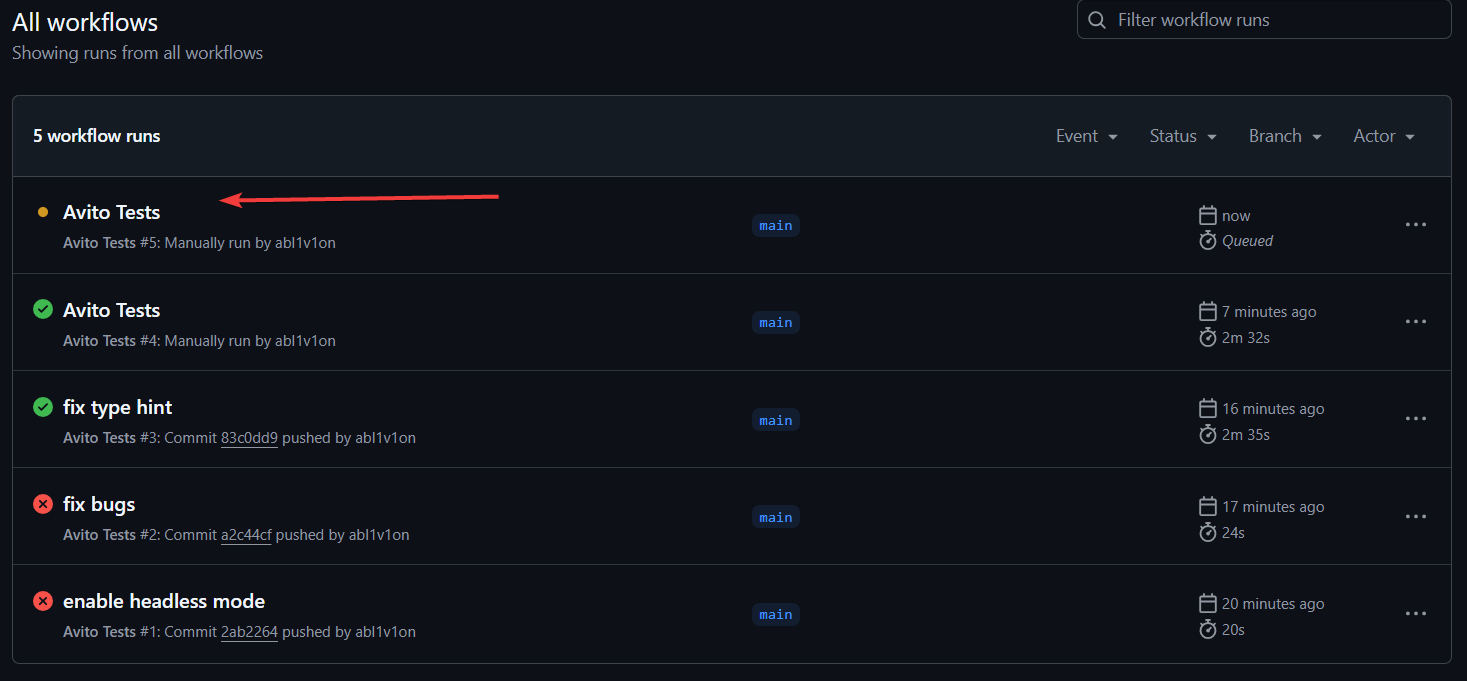 All workflows
Filter workflow runs
Showing runs from all workflows
5 workflow runs
Event Status Branch Actor
Avito Tests
Avito Tests #5: Manually run by abl1v1on
main
now
Queued
Avito Tests
Avito Tests #4: Manually run by abl1v1on
main
7 minutes ago
2m 32s
fix type hint
Avito Tests #3: Commit 83c0dd9 pushed by abl1v1on
main
16 minutes ago
2m 35s
fix bugs
Avito Tests #2: Commit a2c44cf pushed by abl1v1on
main
17 minutes ago
24s
enable headless mode
Avito Tests #1: Commit 2ab2264 pushed by abl1v1on
main
20 minutes ago
20s